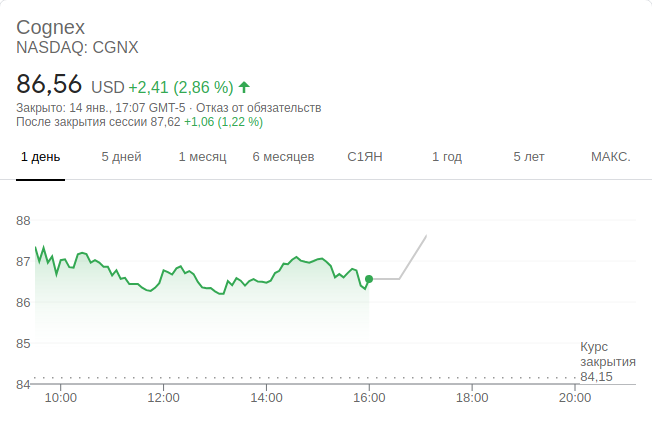 Cognex
NASDAQ: CGNX
86,56 USD +2,41 (2,86 %)
Закрыто: 14 янв., 17:07 GMT-5 · Отказ от обязательств
После закрытия сессии 87,62 +1,06 (1,22 %)
1 день 5 дней 1 месяц 6 месяцев С1ЯН 1 год 5 лет МАКС.
88
87
86
85
Курс
закрытия
84,15
84
10:00 12:00 14:00 16:00 18:00 20:00